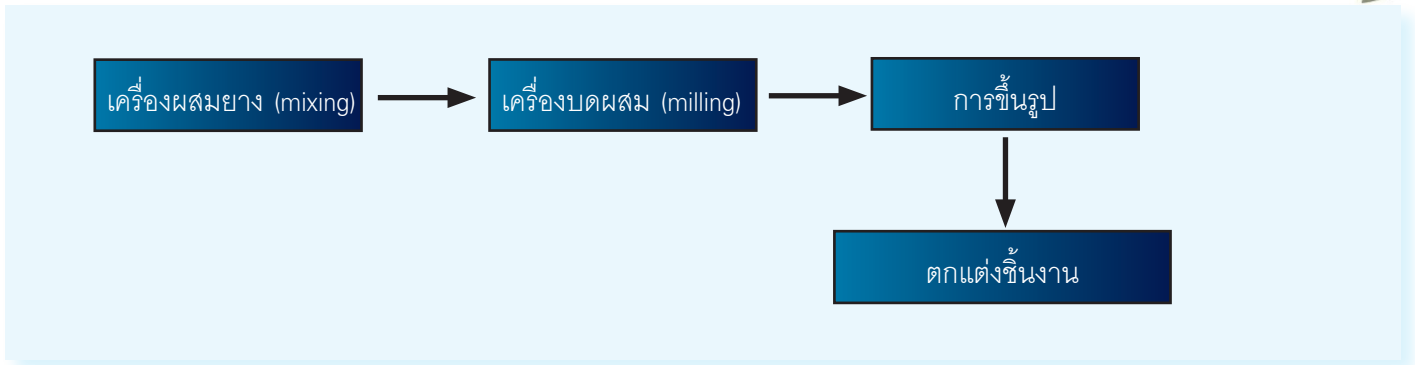 เครื่องผสมยาง (mixing)
เครื่องบดผสม (milling)
การขึ้นรูป
ตกแต่งชิ้นงาน